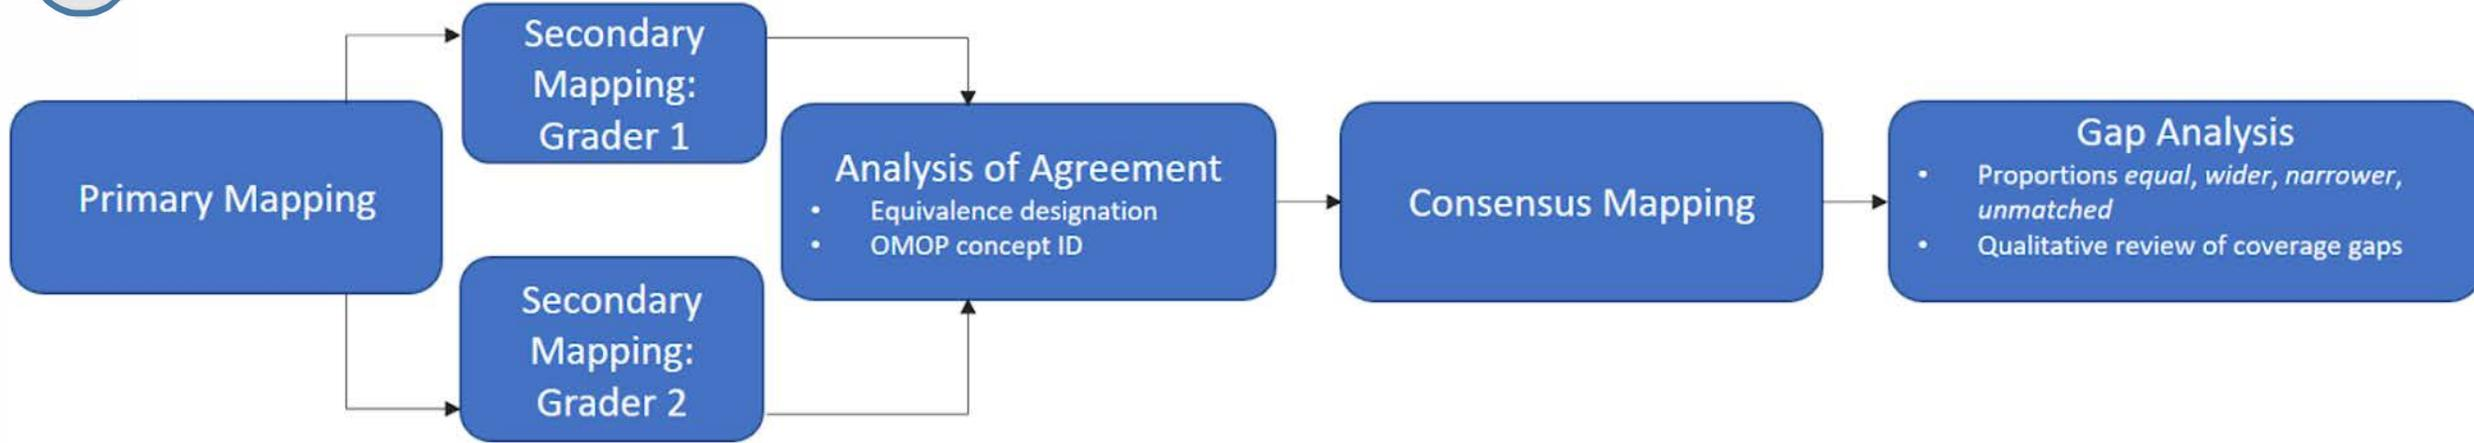 Primary Mapping
Secondary
Mapping:
Grader 1
Secondary
Mapping:
Grader 2
Analysis of Agreement
• Equivalence designation
• OMOP concept ID
Consensus Mapping
Gap Analysis
• Proportions equal, wider, narrower,
unmatched
• Qualitative review of coverage gaps